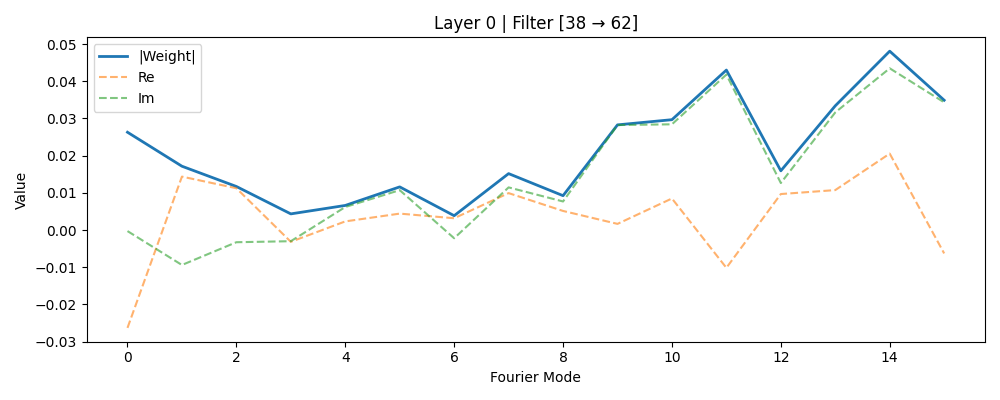 Layer 0 | Filter [38 → 62]
|Weight|
Re
Im
0.05
0.04
0.03
0.02
0.01
0.00
−0.01
−0.02
−0.03
Value
0 2 4 6 8 10 12 14
Fourier Mode